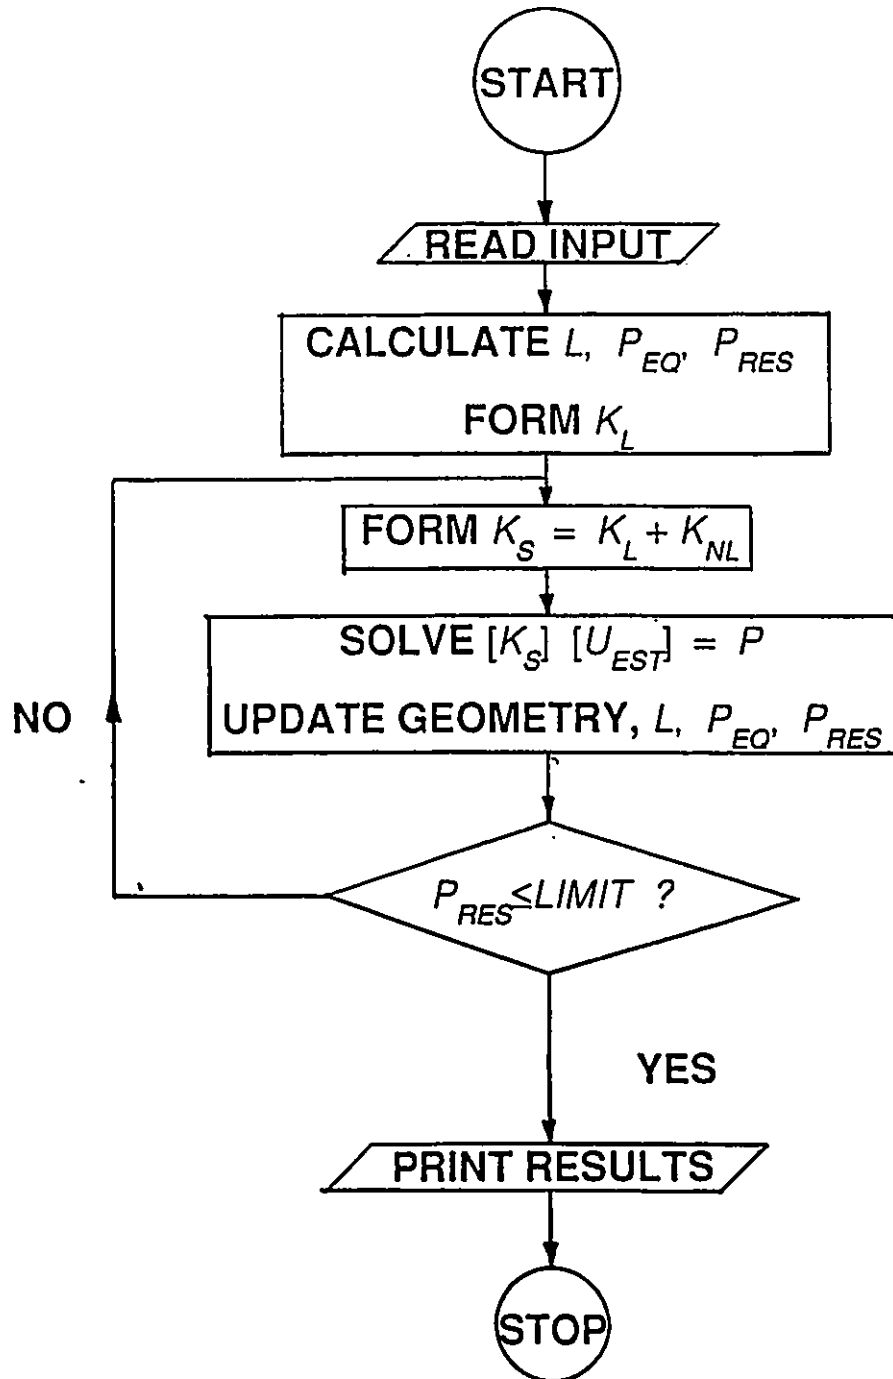 START
READ INPUT
CALCULATE L, P_EQ, P_RES
FORM K_L
FORM K_S = K_L + K_NL
SOLVE [K_S] [U_EST] = P
UPDATE GEOMETRY, L, P_EQ, P_RES
NO
P_RES ≤ LIMIT ?
YES
PRINT RESULTS
STOP